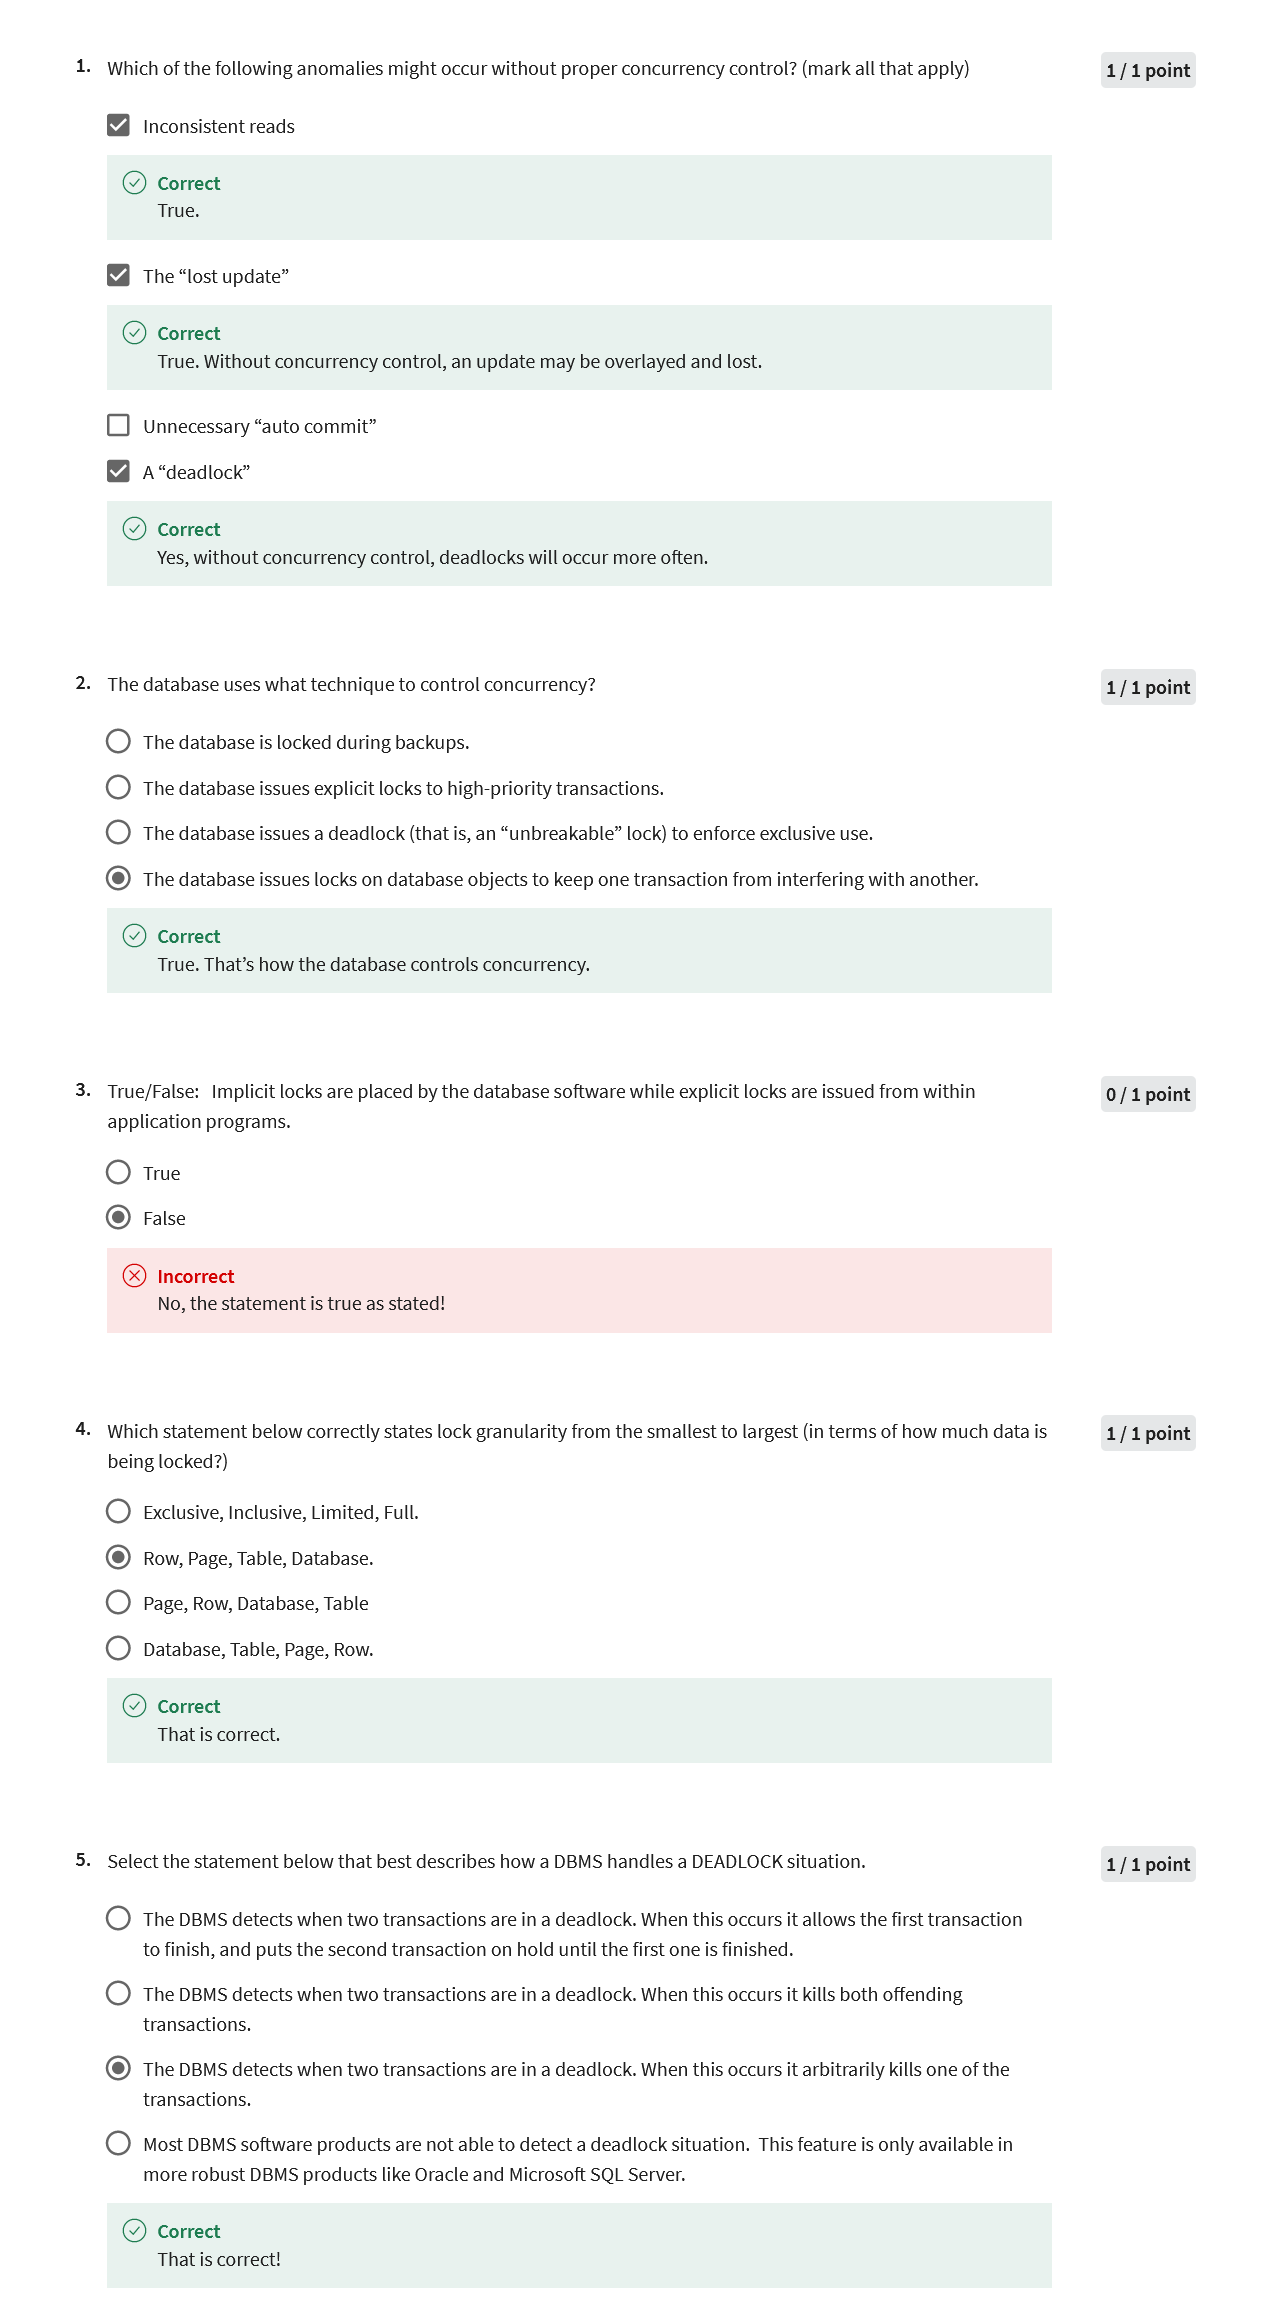 1. Which of the following anomalies might occur without proper concurrency control? (mark all that apply)
1 / 1 point
Inconsistent reads
Correct
True.
The “lost update”
Correct
True. Without concurrency control, an update may be overlayed and lost.
Unnecessary “auto commit”
A “deadlock”
Correct
Yes, without concurrency control, deadlocks will occur more often.
2. The database uses what technique to control concurrency?
1 / 1 point
The database is locked during backups.
The database issues explicit locks to high-priority transactions.
The database issues a deadlock (that is, an “unbreakable” lock) to enforce exclusive use.
The database issues locks on database objects to keep one transaction from interfering with another.
Correct
True. That’s how the database controls concurrency.
3. True/False:   Implicit locks are placed by the database software while explicit locks are issued from within
application programs.
0 / 1 point
True
False
Incorrect
No, the statement is true as stated!
4. Which statement below correctly states lock granularity from the smallest to largest (in terms of how much data is
being locked?)
1 / 1 point
Exclusive, Inclusive, Limited, Full.
Row, Page, Table, Database.
Page, Row, Database, Table
Database, Table, Page, Row.
Correct
That is correct.
5. Select the statement below that best describes how a DBMS handles a DEADLOCK situation.
1 / 1 point
The DBMS detects when two transactions are in a deadlock. When this occurs it allows the first transaction
to finish, and puts the second transaction on hold until the first one is finished.
The DBMS detects when two transactions are in a deadlock. When this occurs it kills both offending
transactions.
The DBMS detects when two transactions are in a deadlock. When this occurs it arbitrarily kills one of the
transactions.
Most DBMS software products are not able to detect a deadlock situation.  This feature is only available in
more robust DBMS products like Oracle and Microsoft SQL Server.
Correct
That is correct!